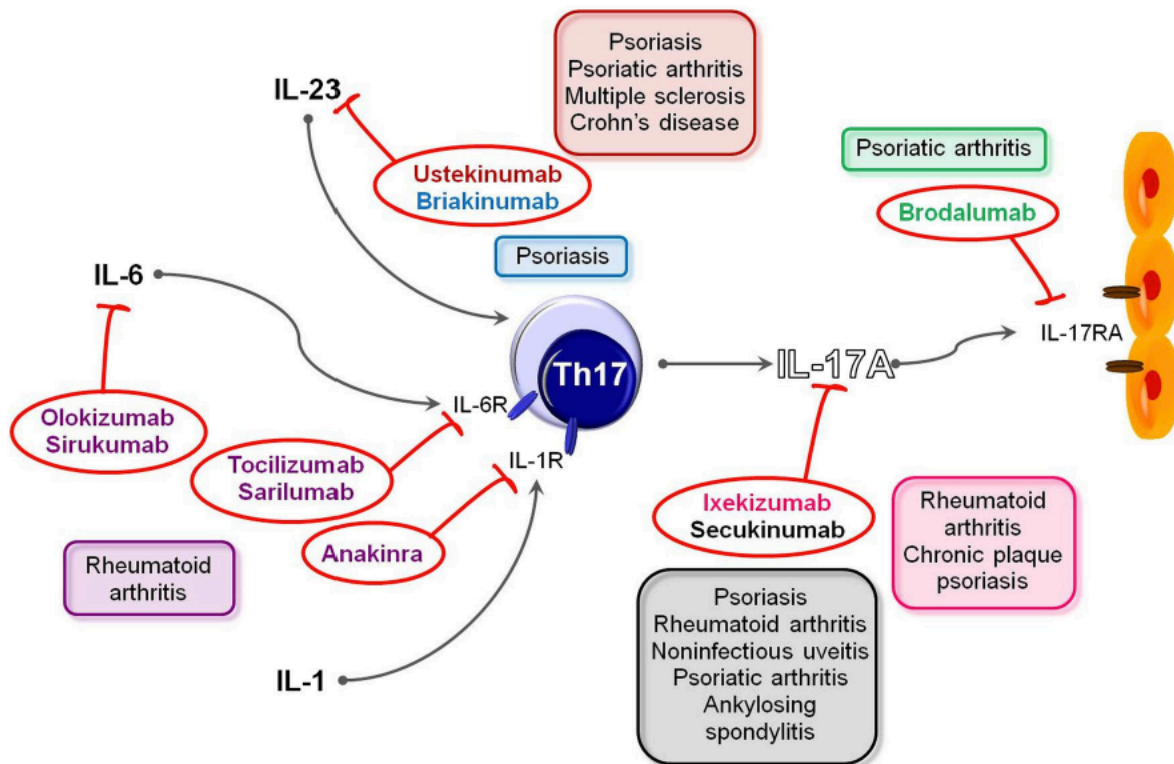 Psoriasis
Psoriatic arthritis
Multiple sclerosis
Crohn's disease
IL-23
Ustekinumab
Briakinumab
Psoriatic arthritis
Brodalumab
Psoriasis
IL-6
IL-17RA
Th17
IL-17A
IL-6R
Olokizumab
Sirukumab
Tocilizumab
Sarilumab
IL-1R
Anakinra
Ixekizumab
Secukinumab
Rheumatoid
arthritis
Chronic plaque
psoriasis
Rheumatoid
arthritis
Psoriasis
Rheumatoid arthritis
Noninfectious uveitis
Psoriatic arthritis
Ankylosing
spondylitis
IL-1